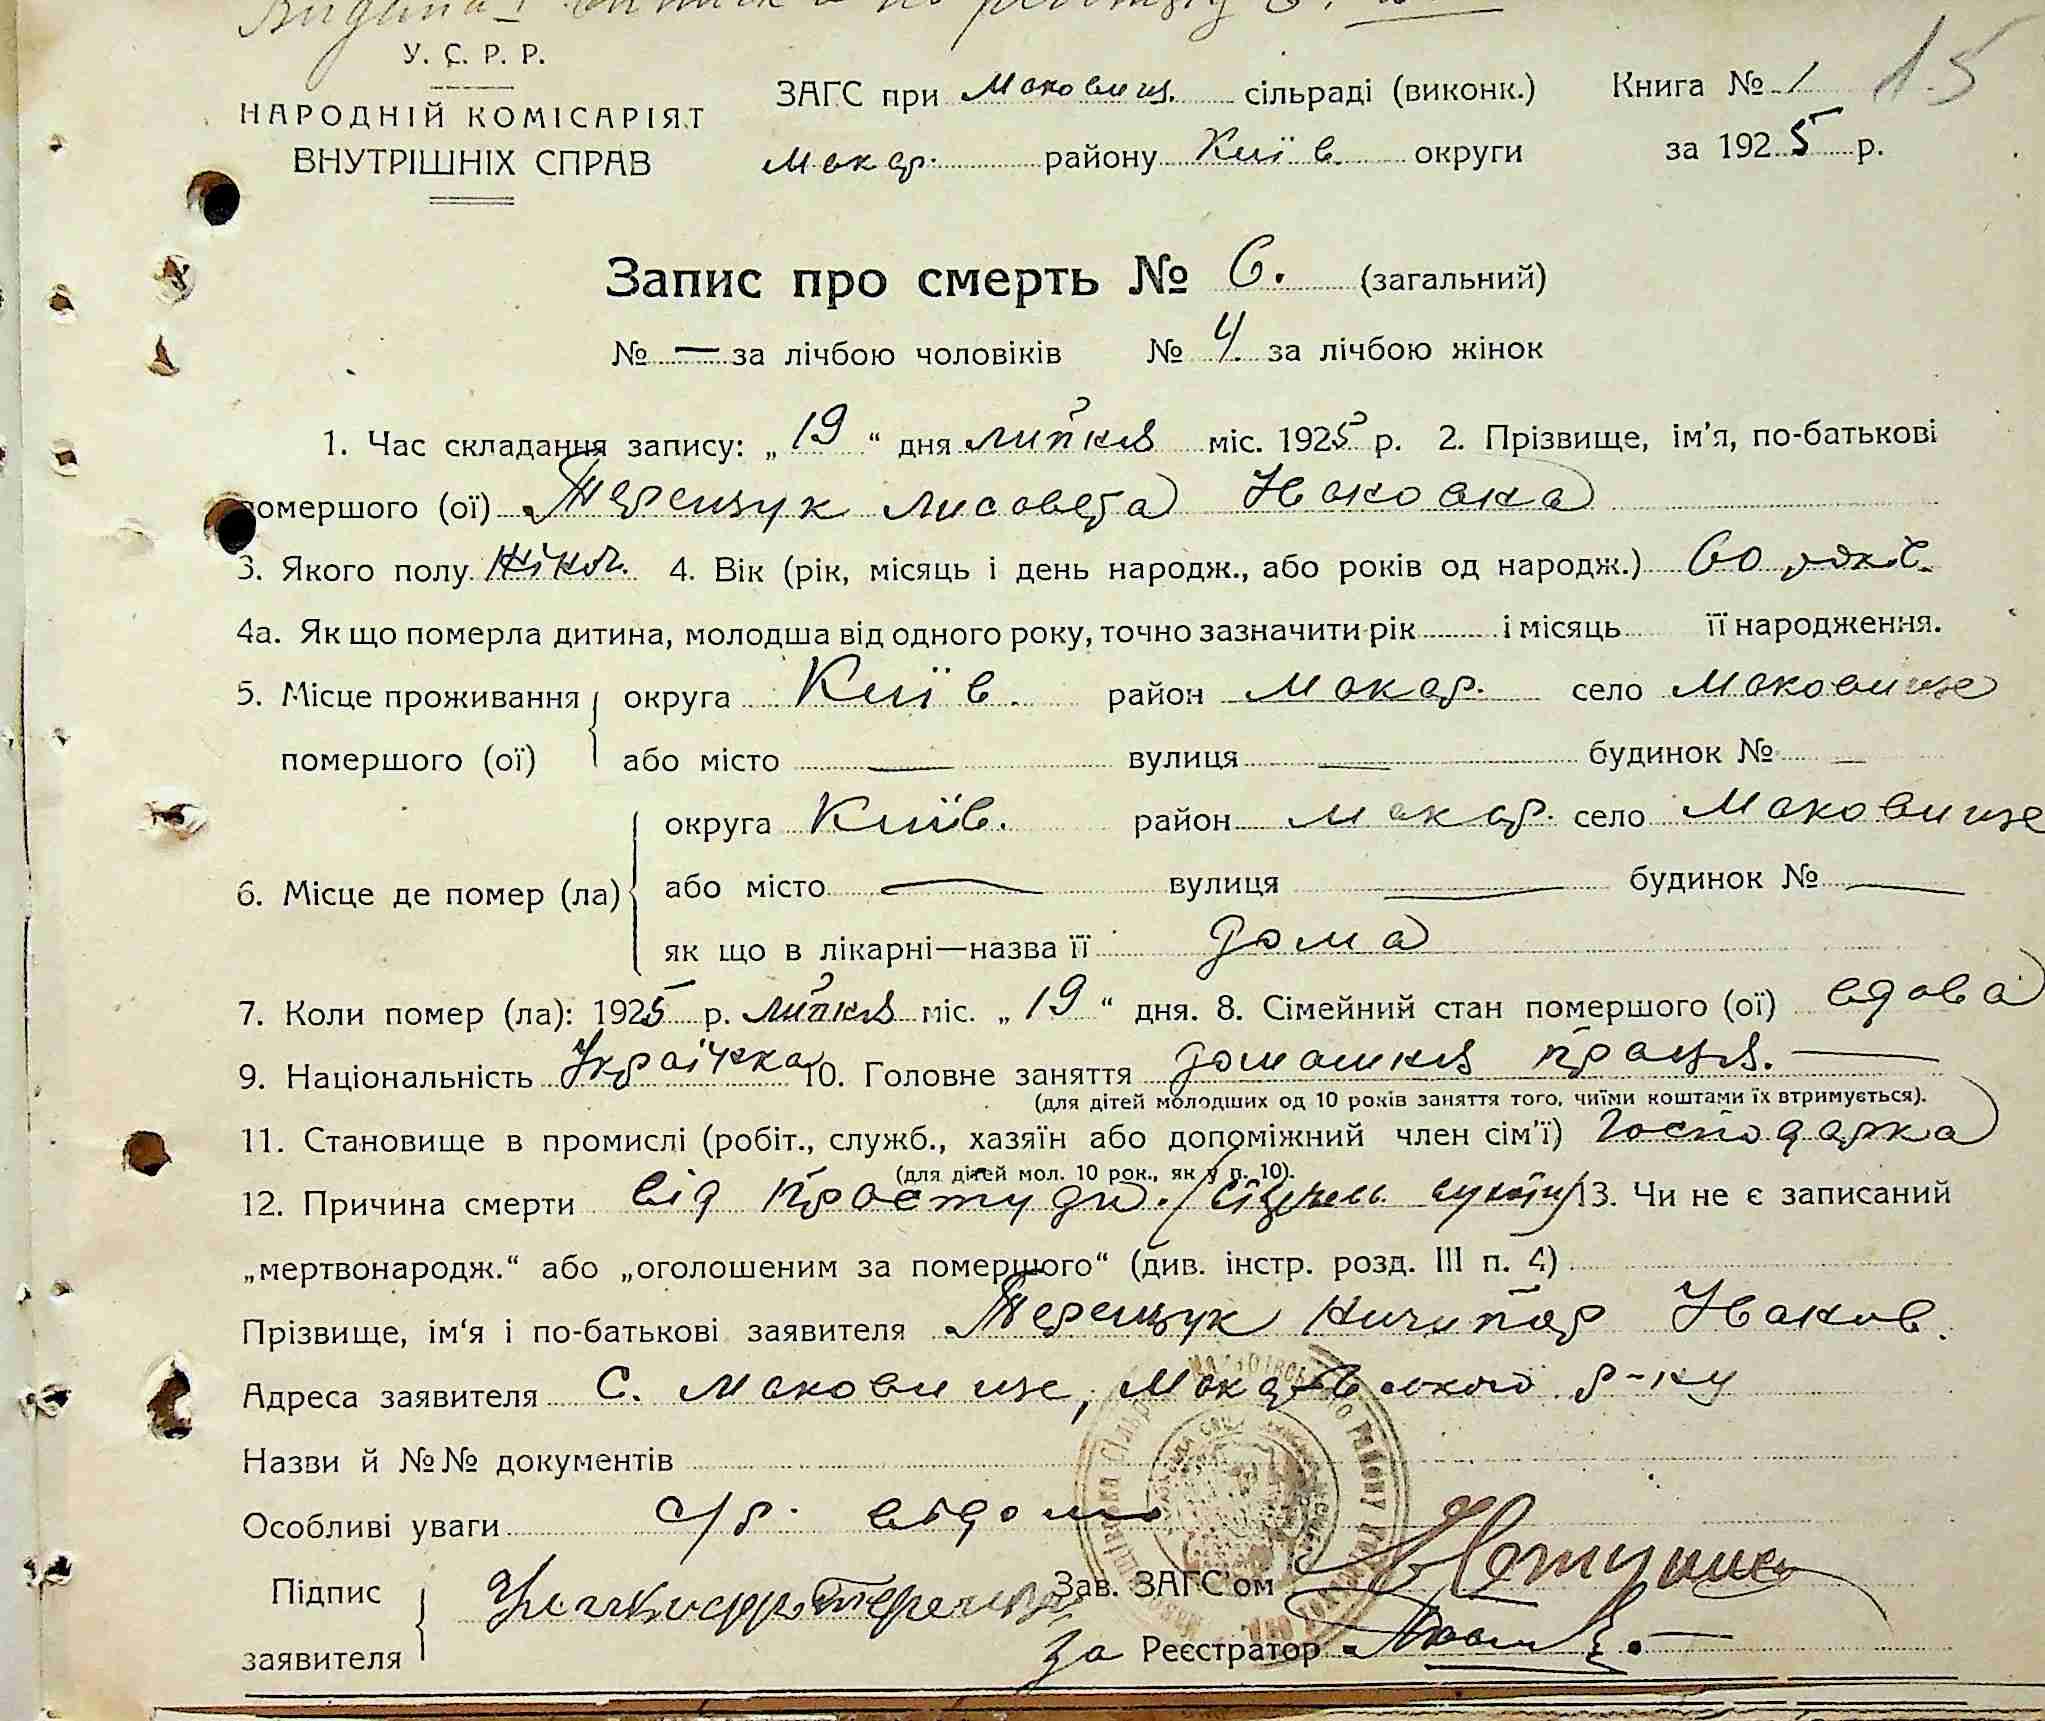 Видана
У. С. Р. Р.
НАРОДНІЙ КОМІСАРІЯТ
ВНУТРІШНІХ СПРАВ
ЗАГС при Маковищ. сільраді (виконк.)
Макар. району Київ. округи
Книга № 1 15
за 1925 р.
Запис про смерть № 6. (загальний)
№ — за лічбою чоловіків № 4. за лічбою жінок
1. Час складання запису: „19“ дня липня міс. 1925 р. 2. Прізвище, ім'я, по-батькові
помершого (ої) Терещук Лисовета
3. Якого полу жіноч. 4. Вік (рік, місяць і день народж., або років од народж.) 60 років.
4а. Як що померла дитина, молодша від одного року, точно зазначити рік і місяць її народження.
5. Місце проживання помершого (ої) округа Київ. район Макар. село Маковище
або місто — вулиця — будинок № —
6. Місце де помер (ла) округа Київ. район Макар. село Маковище
або місто — вулиця — будинок № —
як що в лікарні—назва її дома
7. Коли помер (ла): 1925 р. липня міс. „19“ дня. 8. Сімейний стан помершого (ої) вдова
9. Національність Українка 10. Головне заняття домашня праця. —
(для дітей молодших од 10 років заняття того, чиїми коштами їх втримується).
11. Становище в промислі (робіт., служб., хазяїн або допоміжний член сім'ї) Господарка
(для дітей мол. 10 рок., як у п. 10).
12. Причина смерти від простуди. 13. Чи не є записаний
„мертвонародж.“ або „оголошеним за помершого“ (див. інстр. розд. III п. 4)
Прізвище, ім'я і по-батькові заявителя Терещук Ничипор
Адреса заявителя С. Маковище, Макарівського р-ну
Назви й №№ документів
Особливі уваги с/р. відомо
Підпис заявителя
Зав. ЗАГС'ом
За Реєстратор